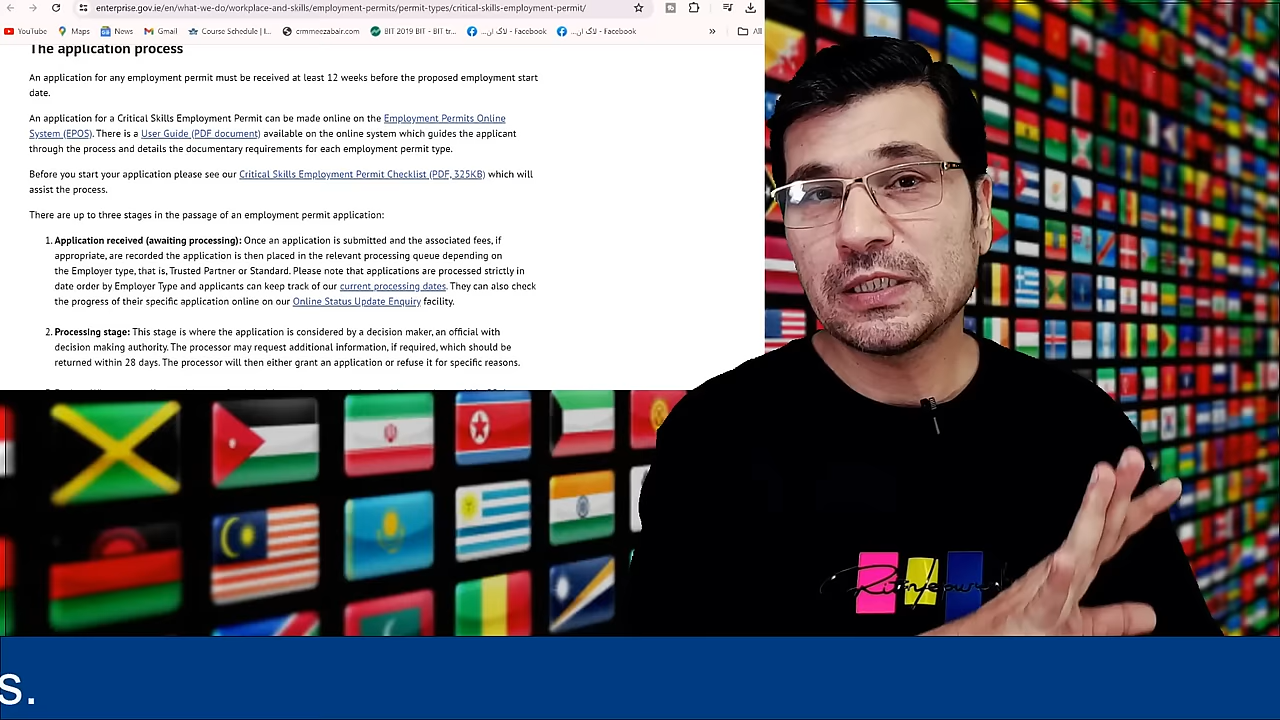 enterprise.gov.ie/en/what-we-do/workplace-and-skills/employment-permits/permit-types/critical-skills-employment-permit/
YouTube Maps News Gmail Course Schedule | I... crmmeezabair.com BIT 2019 BIT - BIT tr... لاگ ان... - Facebook لاگ ان... - Facebook » All
The application process
An application for any employment permit must be received at least 12 weeks before the proposed employment start
date.
An application for a Critical Skills Employment Permit can be made online on the Employment Permits Online
System (EPOS). There is a User Guide (PDF document) available on the online system which guides the applicant
through the process and details the documentary requirements for each employment permit type.
Before you start your application please see our Critical Skills Employment Permit Checklist (PDF, 325KB) which will
assist the process.
There are up to three stages in the passage of an employment permit application:
1. Application received (awaiting processing): Once an application is submitted and the associated fees, if
appropriate, are recorded the application is then placed in the relevant processing queue depending on
the Employer type, that is, Trusted Partner or Standard. Please note that applications are processed strictly in
date order by Employer Type and applicants can keep track of our current processing dates. They can also check
the progress of their specific application online on our Online Status Update Enquiry facility.
2. Processing stage: This stage is where the application is considered by a decision maker, an official with
decision making authority. The processor may request additional information, if required, which should be
returned within 28 days. The processor will then either grant an application or refuse it for specific reasons.
s.